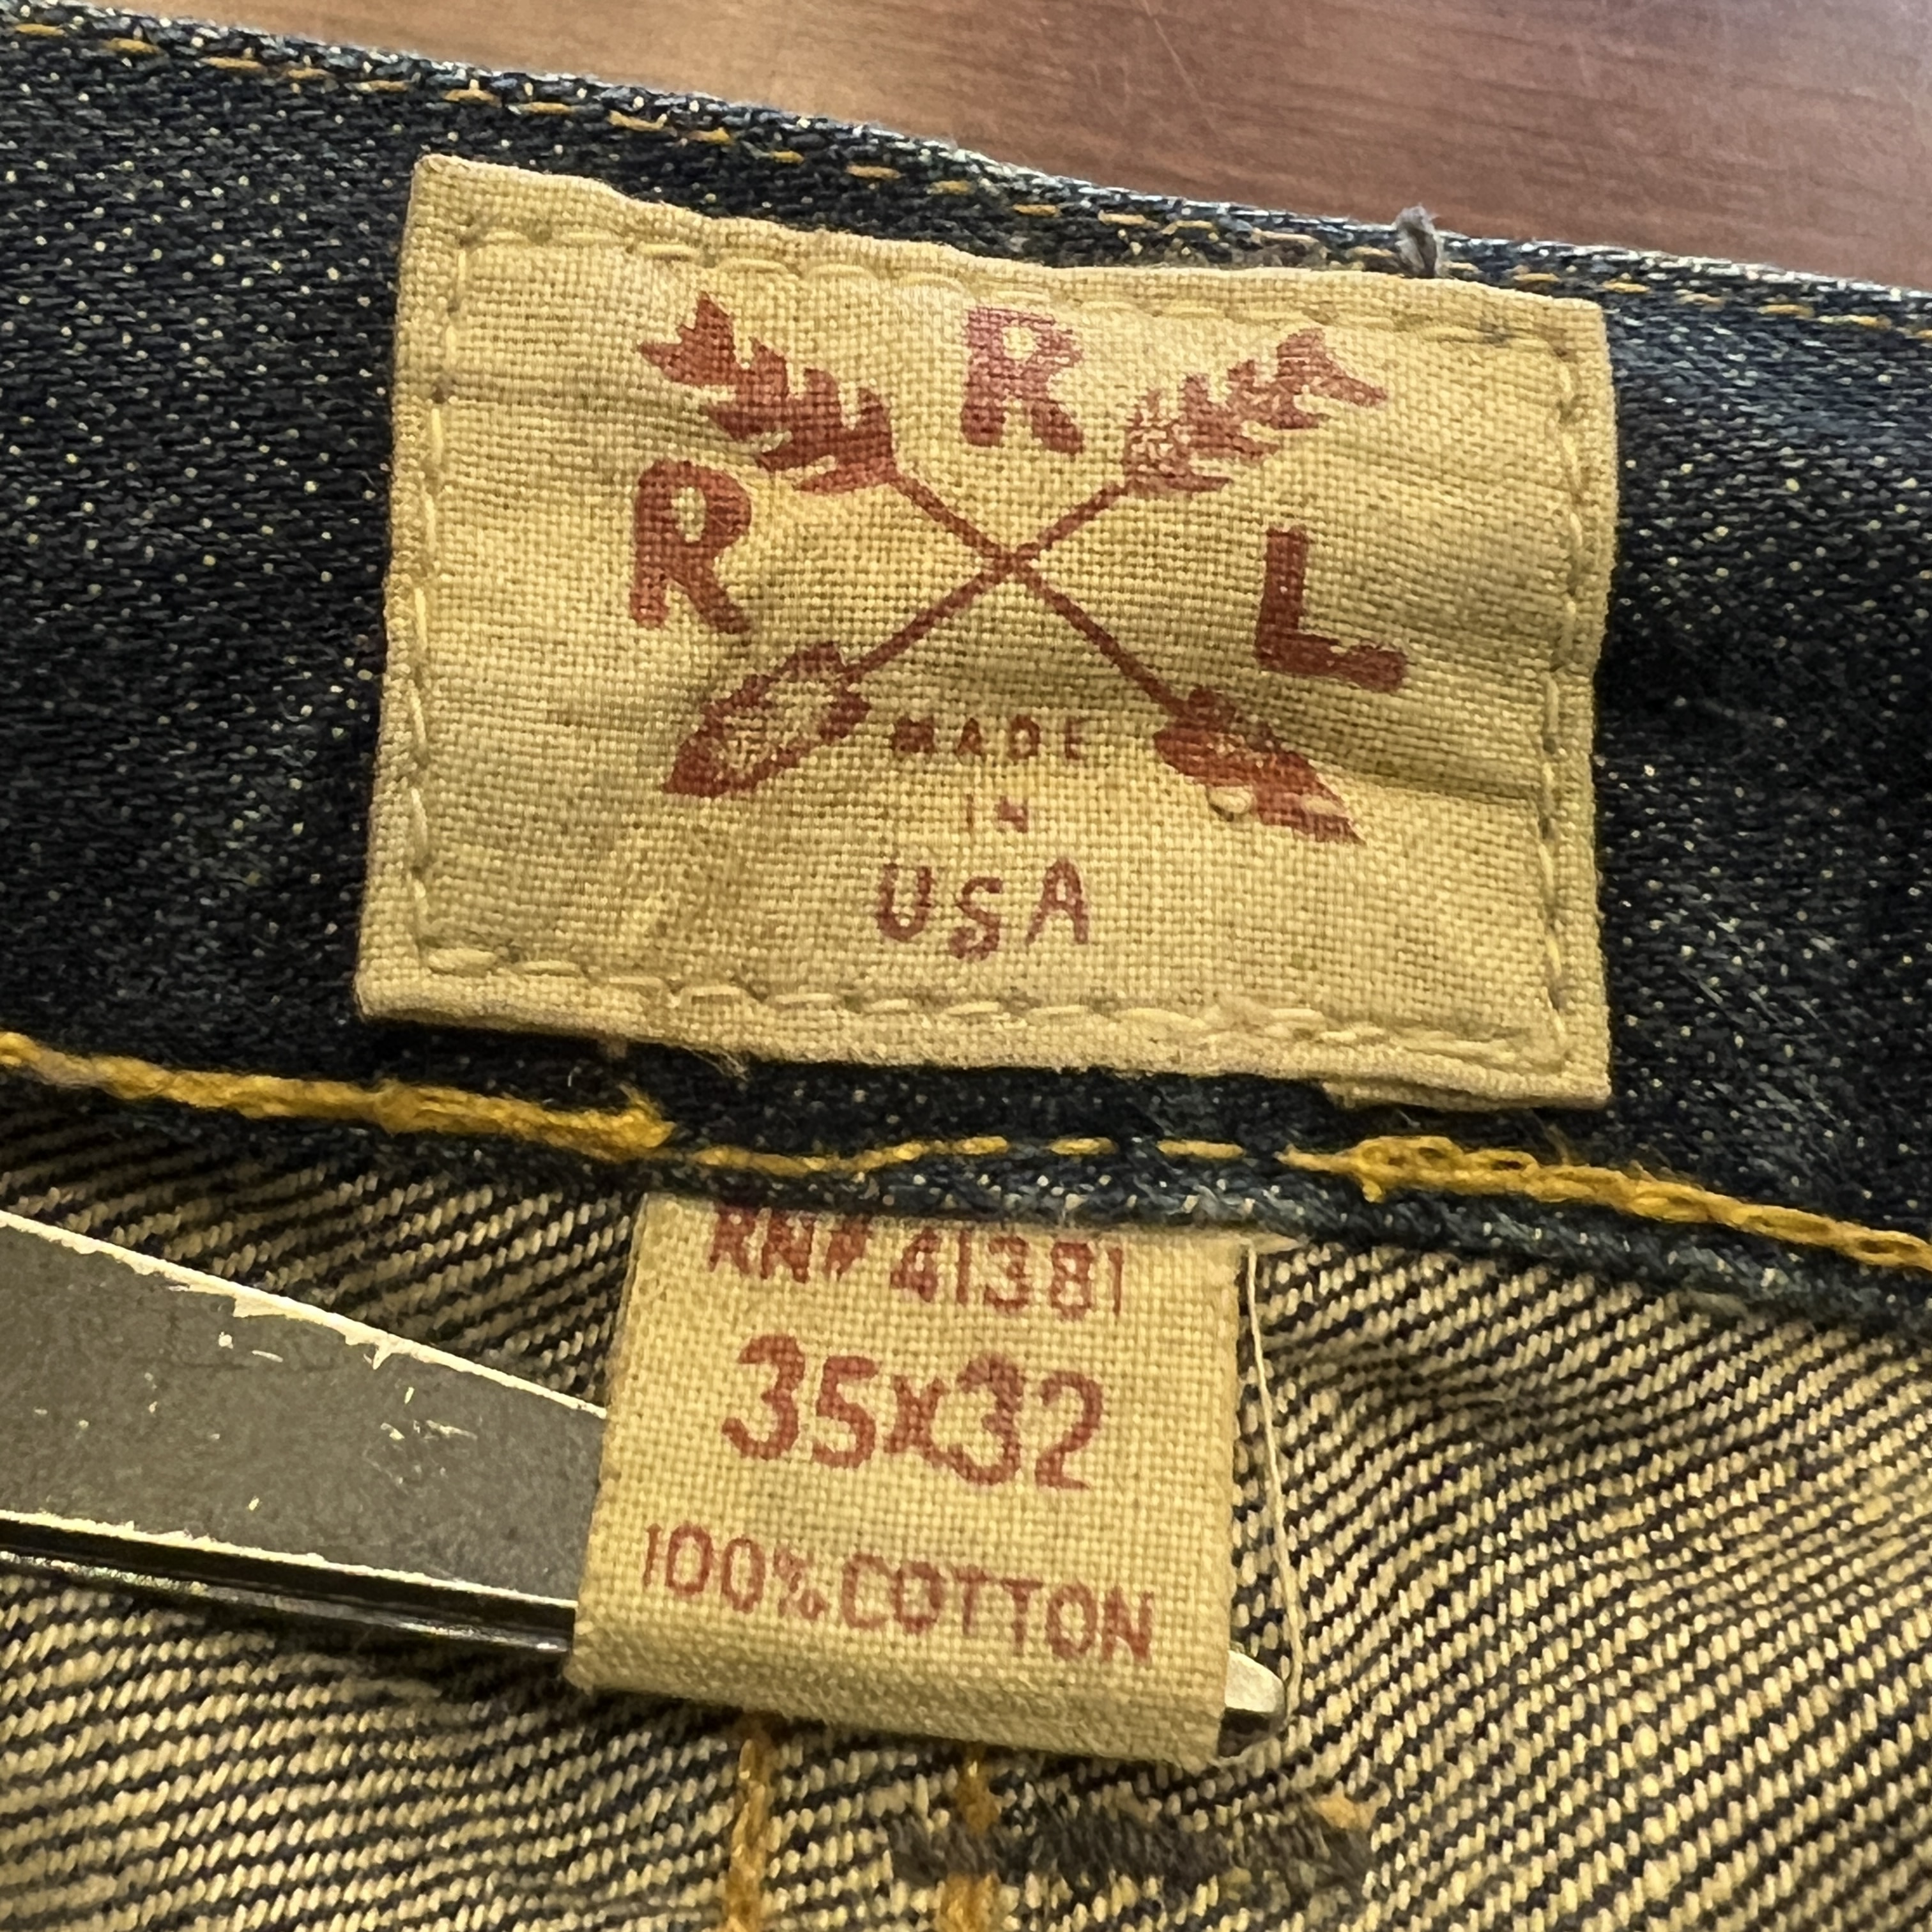 R R L
MADE
IN
USA
RN# 41381
35x32
100% COTTON